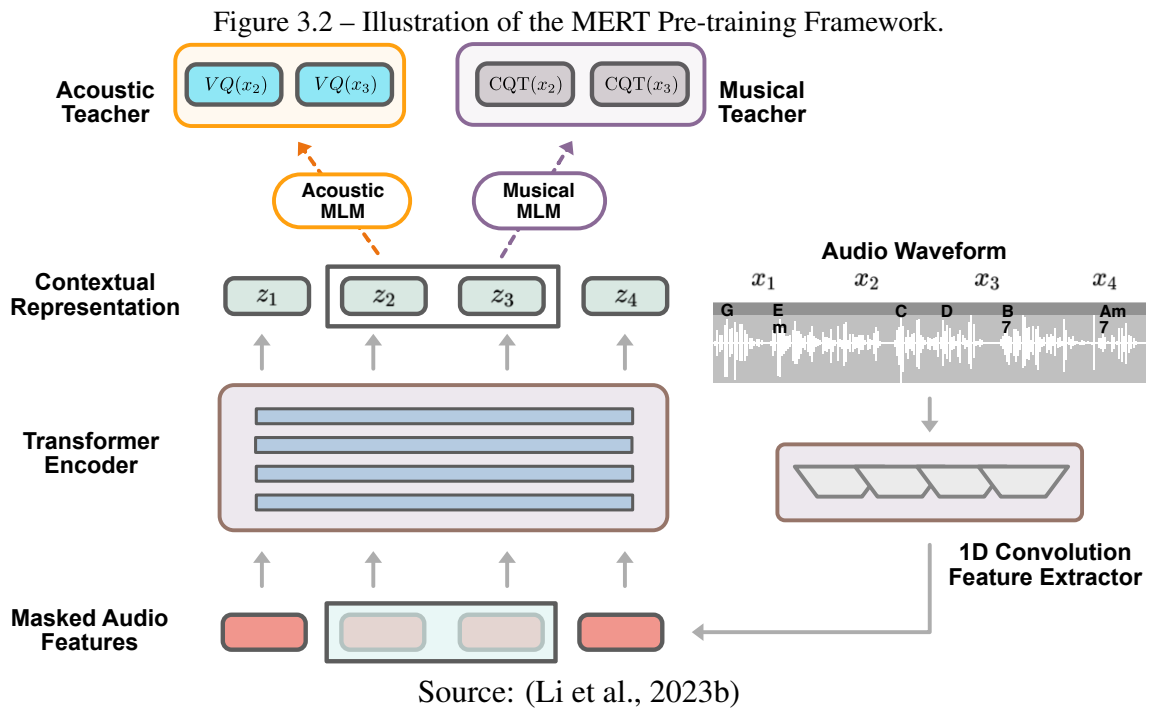 Figure 3.2 – Illustration of the MERT Pre-training Framework.
Acoustic
Teacher
VQ(x₂)
VQ(x₃)
CQT(x₂)
CQT(x₃)
Musical
Teacher
Acoustic
MLM
Musical
MLM
Contextual
Representation
z₁
z₂
z₃
z₄
Audio Waveform
x₁
x₂
x₃
x₄
G
E
m
C
D
B
7
Am
7
Transformer
Encoder
1D Convolution
Feature Extractor
Masked Audio
Features
Source: (Li et al., 2023b)